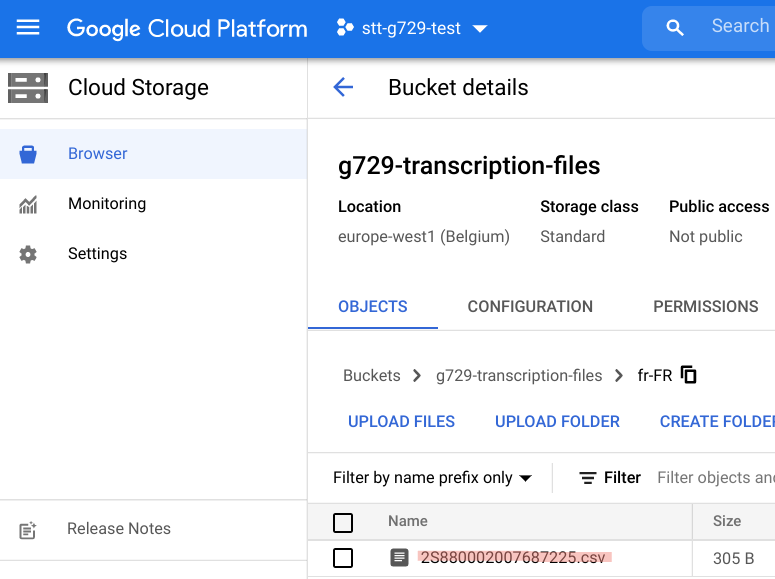 Google Cloud Platform
stt-g729-test
Search
Cloud Storage
Bucket details
Browser
Monitoring
Settings
Release Notes
g729-transcription-files
Location Storage class Public access
europe-west1 (Belgium) Standard Not public
OBJECTS CONFIGURATION PERMISSIONS
Buckets > g729-transcription-files > fr-FR
UPLOAD FILES UPLOAD FOLDER CREATE FOLDE
Filter by name prefix only Filter Filter objects an
Name Size
2S880002007687225.csv 305 B